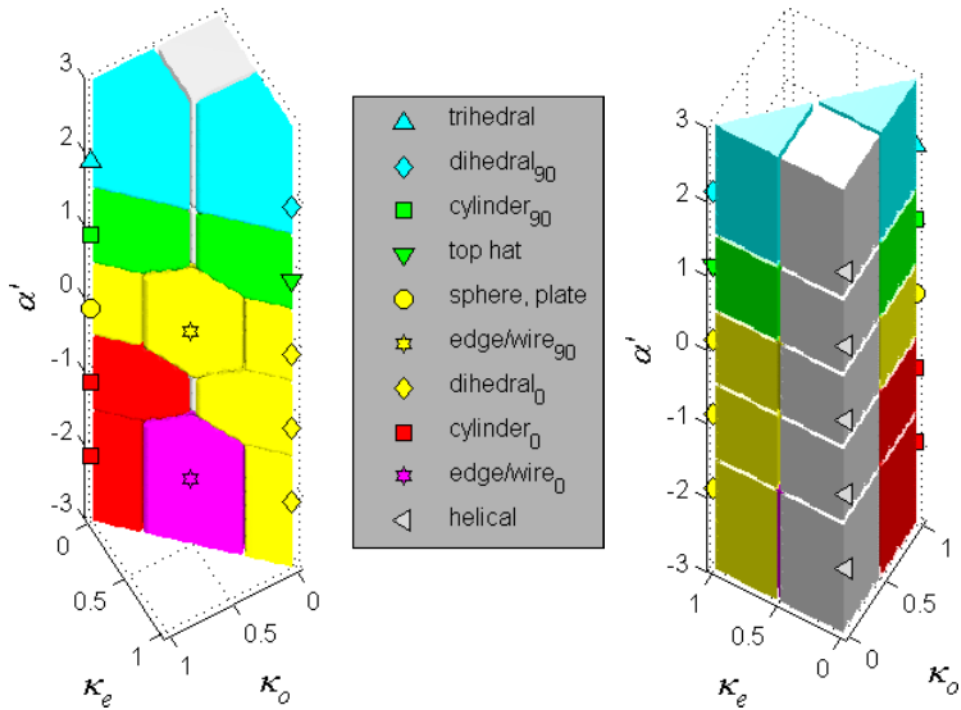 3
2
1
0
-1
-2
-3
α'
0
0.5
1
κe
1
0.5
0
κo
trihedral
dihedral90
cylinder90
top hat
sphere, plate
edge/wire90
dihedral0
cylinder0
edge/wire0
helical
3
2
1
0
-1
-2
-3
α'
1
0.5
0
κe
0
0.5
1
κo